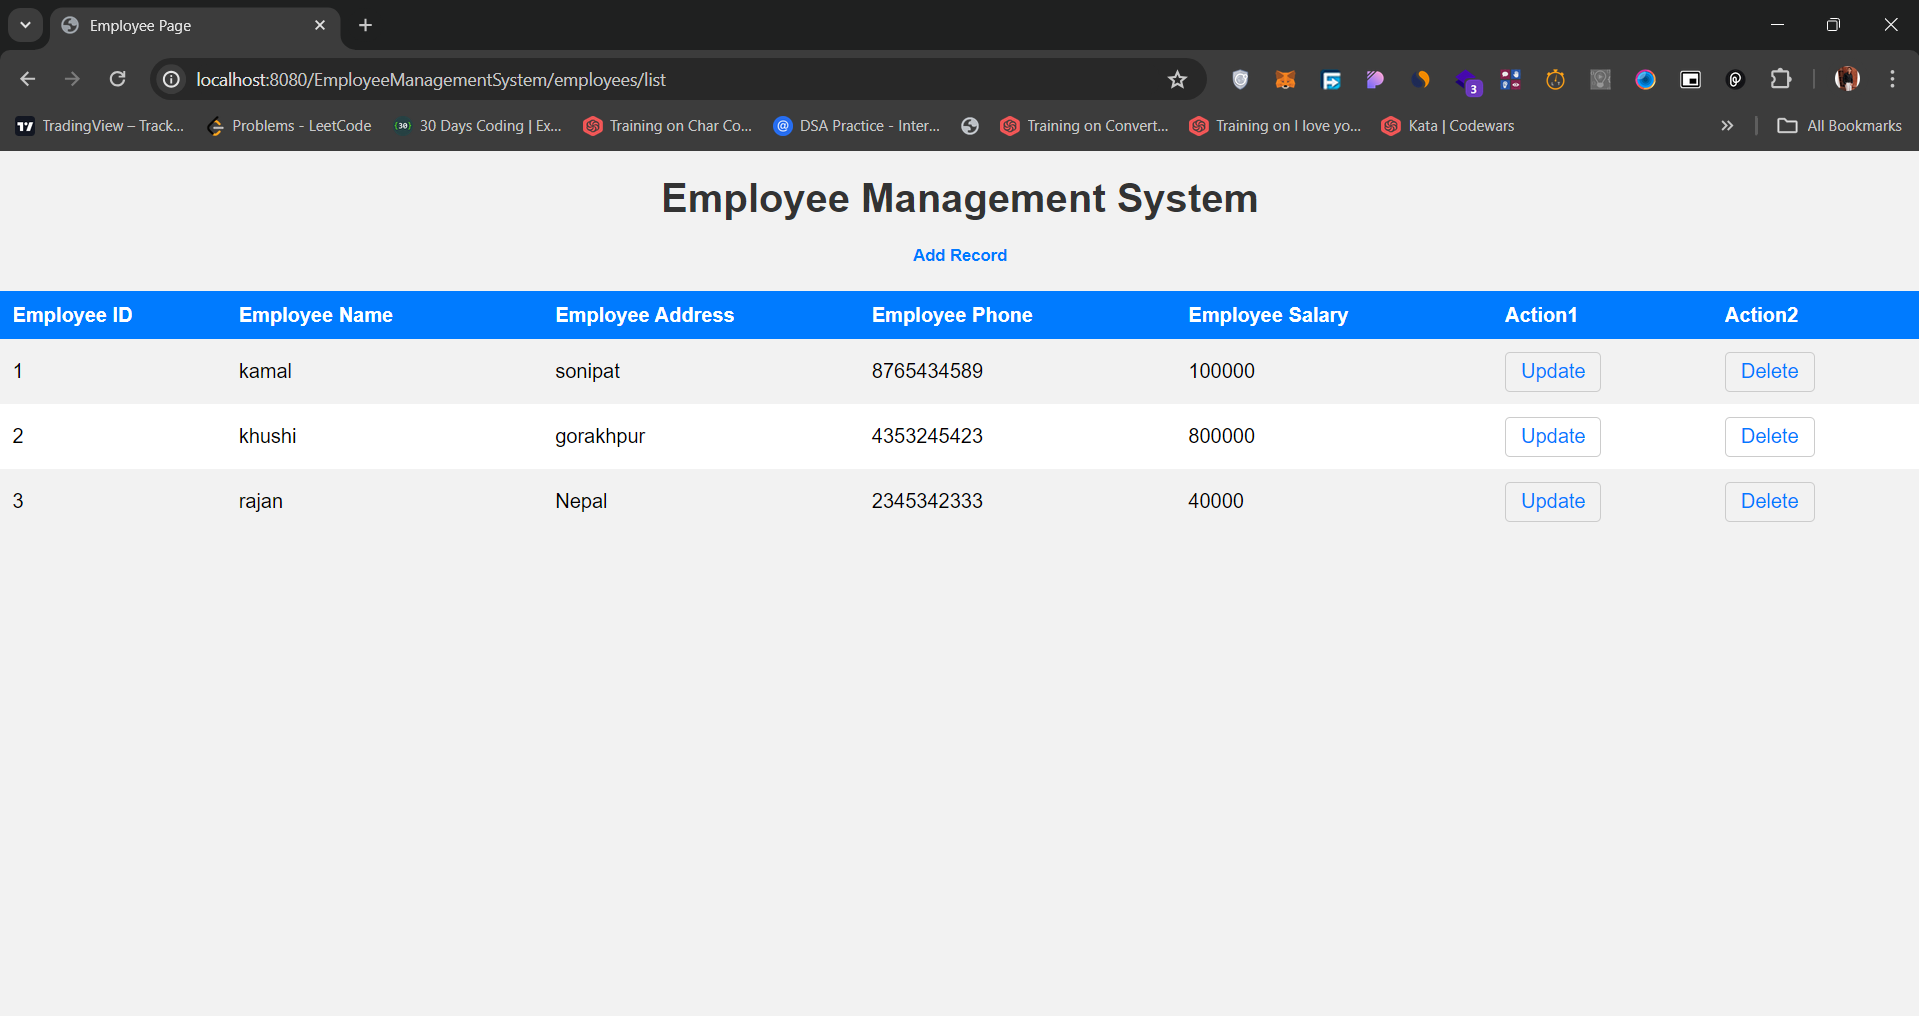 Employee Page
localhost:8080/EmployeeManagementSystem/employees/list
3
TradingView – Track... Problems - LeetCode 30 Days Coding | Ex... Training on Char Co... DSA Practice - Inter... Training on Convert... Training on I love yo... Kata | Codewars » All Bookmarks
Employee Management System
Add Record
Employee ID Employee Name Employee Address Employee Phone Employee Salary Action1 Action2
1 kamal sonipat 8765434589 100000 Update Delete
2 khushi gorakhpur 4353245423 800000 Update Delete
3 rajan Nepal 2345342333 40000 Update Delete